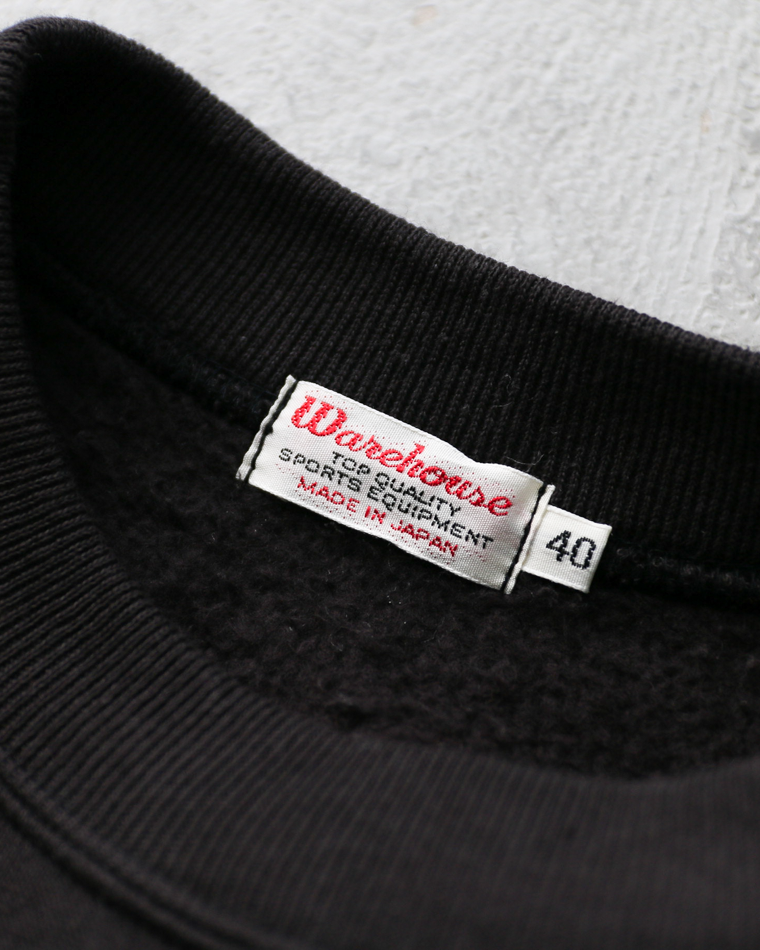 Warehouse
TOP QUALITY
SPORTS EQUIPMENT
MADE IN JAPAN
40